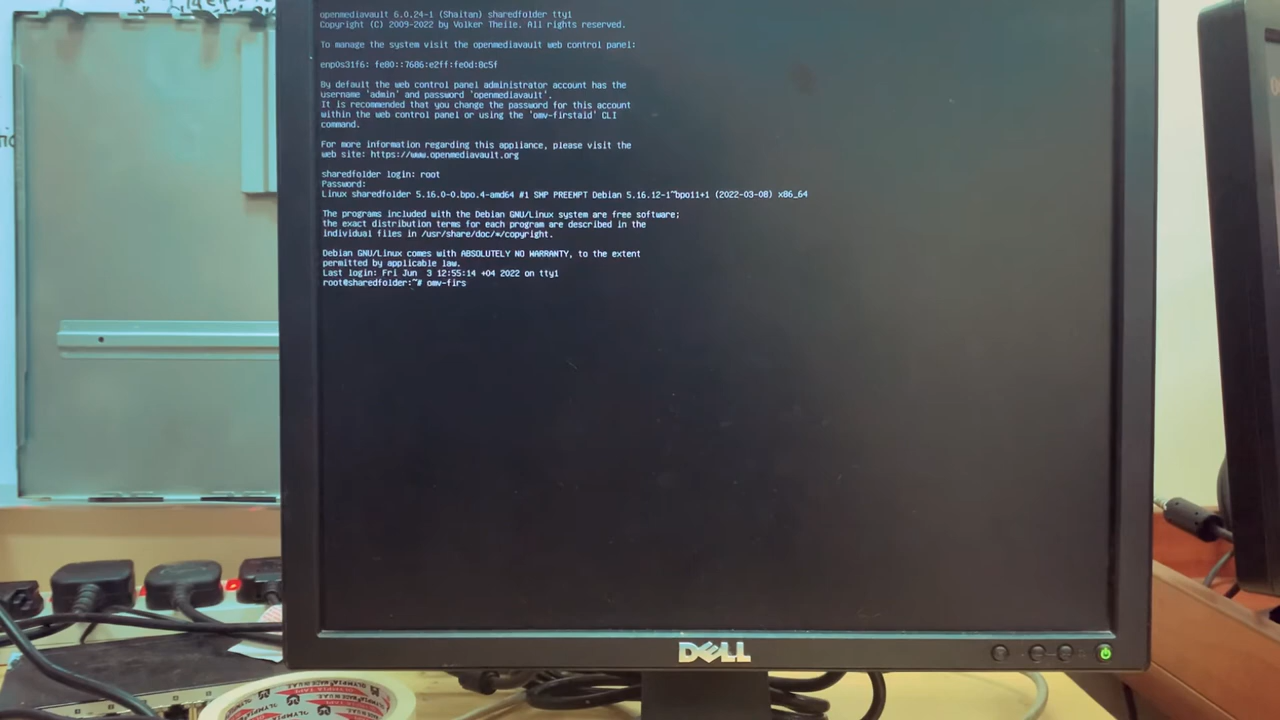 openmediavault 6.0.24-1 (Shaitan) sharedfolder tty1
Copyright (C) 2009-2022 by Volker Theile. All rights reserved.
To manage the system visit the openmediavault web control panel:
enp0s31f6: fe80::7686:e2ff:fe0d:8c5f
By default the web control panel administrator account has the
username 'admin' and password 'openmediavault'.
It is recommended that you change the password for this account
within the web control panel or using the 'omv-firstaid' CLI
command.
For more information regarding this appliance, please visit the
web site: https://www.openmediavault.org
sharedfolder login: root
Password:
Linux sharedfolder 5.16.0-0.bpo.4-amd64 #1 SMP PREEMPT Debian 5.16.12-1~bpo11+1 (2022-03-08) x86_64
The programs included with the Debian GNU/Linux system are free software;
the exact distribution terms for each program are described in the
individual files in /usr/share/doc/*/copyright.
Debian GNU/Linux comes with ABSOLUTELY NO WARRANTY, to the extent
permitted by applicable law.
Last login: Fri Jun  3 12:55:14 +04 2022 on tty1
root@sharedfolder:~# omv-firs
DELL
OLYMPIA TAPE